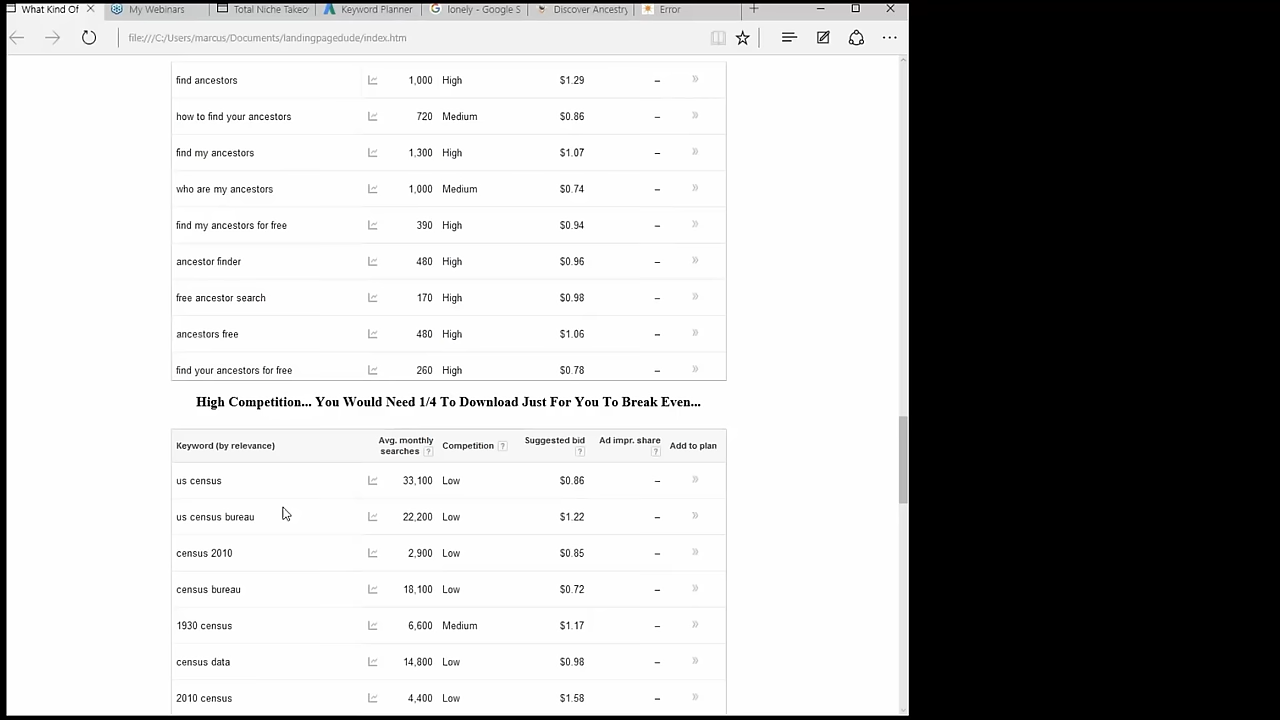 What Kind Of
my Webinars
Total Niche Takeo
Keyword Planner
lonely - Google S
Discover Ancestry
Error
file:///C:/Users/marcus/Documents/landingpagedude/index.htm
find ancestors 1,000 High $1.29 –
how to find your ancestors 720 Medium $0.86 –
find my ancestors 1,300 High $1.07 –
who are my ancestors 1,000 Medium $0.74 –
find my ancestors for free 390 High $0.94 –
ancestor finder 480 High $0.96 –
free ancestor search 170 High $0.98 –
ancestors free 480 High $1.06 –
find your ancestors for free 260 High $0.78 –
High Competition... You Would Need 1/4 To Download Just For You To Break Even...
Keyword (by relevance) Avg. monthly searches ? Competition ? Suggested bid ? Ad impr. share ? Add to plan
us census 33,100 Low $0.86 –
us census bureau 22,200 Low $1.22 –
census 2010 2,900 Low $0.85 –
census bureau 18,100 Low $0.72 –
1930 census 6,600 Medium $1.17 –
census data 14,800 Low $0.98 –
2010 census 4,400 Low $1.58 –